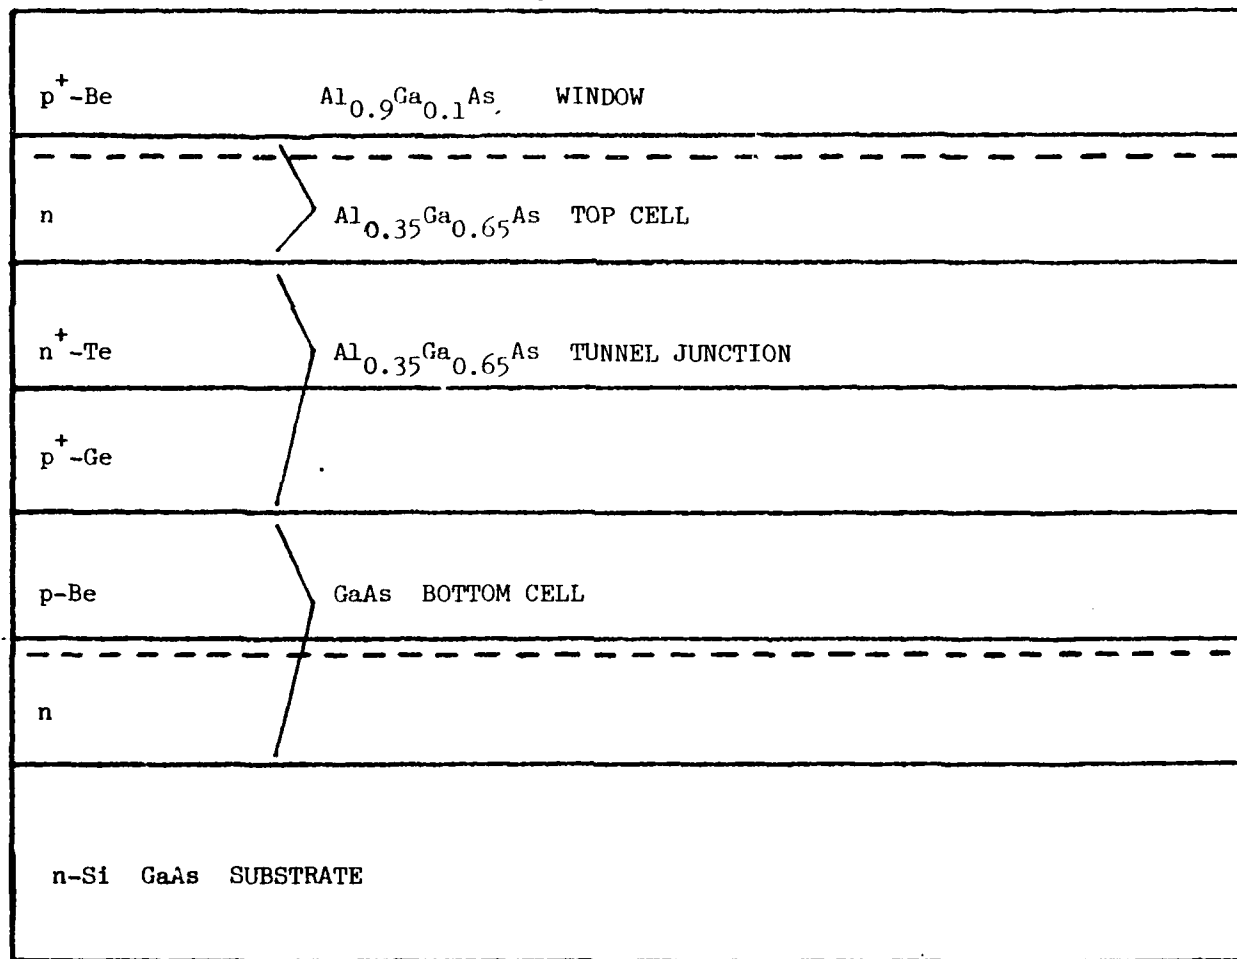 p+-Be Al0.9Ga0.1As WINDOW
n Al0.35Ga0.65As TOP CELL
n+-Te Al0.35Ga0.65As TUNNEL JUNCTION
p+-Ge
p-Be GaAs BOTTOM CELL
n
n-Si GaAs SUBSTRATE